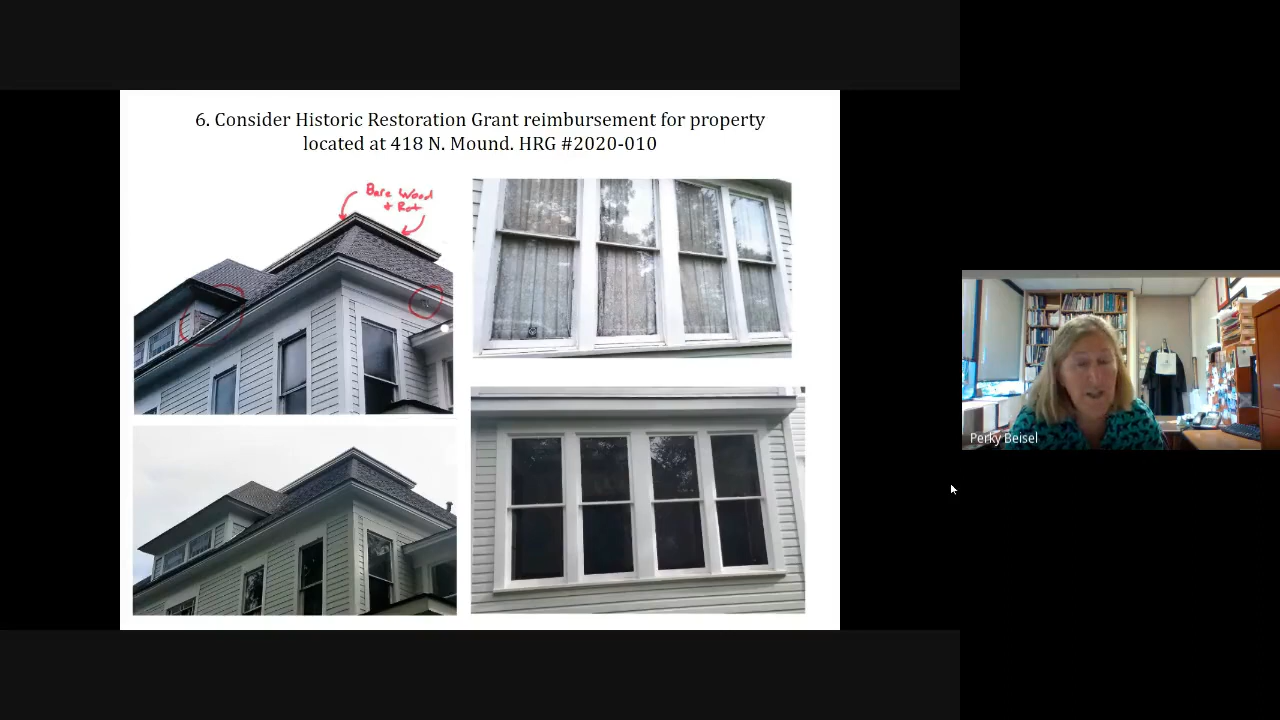 6. Consider Historic Restoration Grant reimbursement for property
located at 418 N. Mound. HRG #2020-010
Bare Wood
+ Rot
Perky Beisel